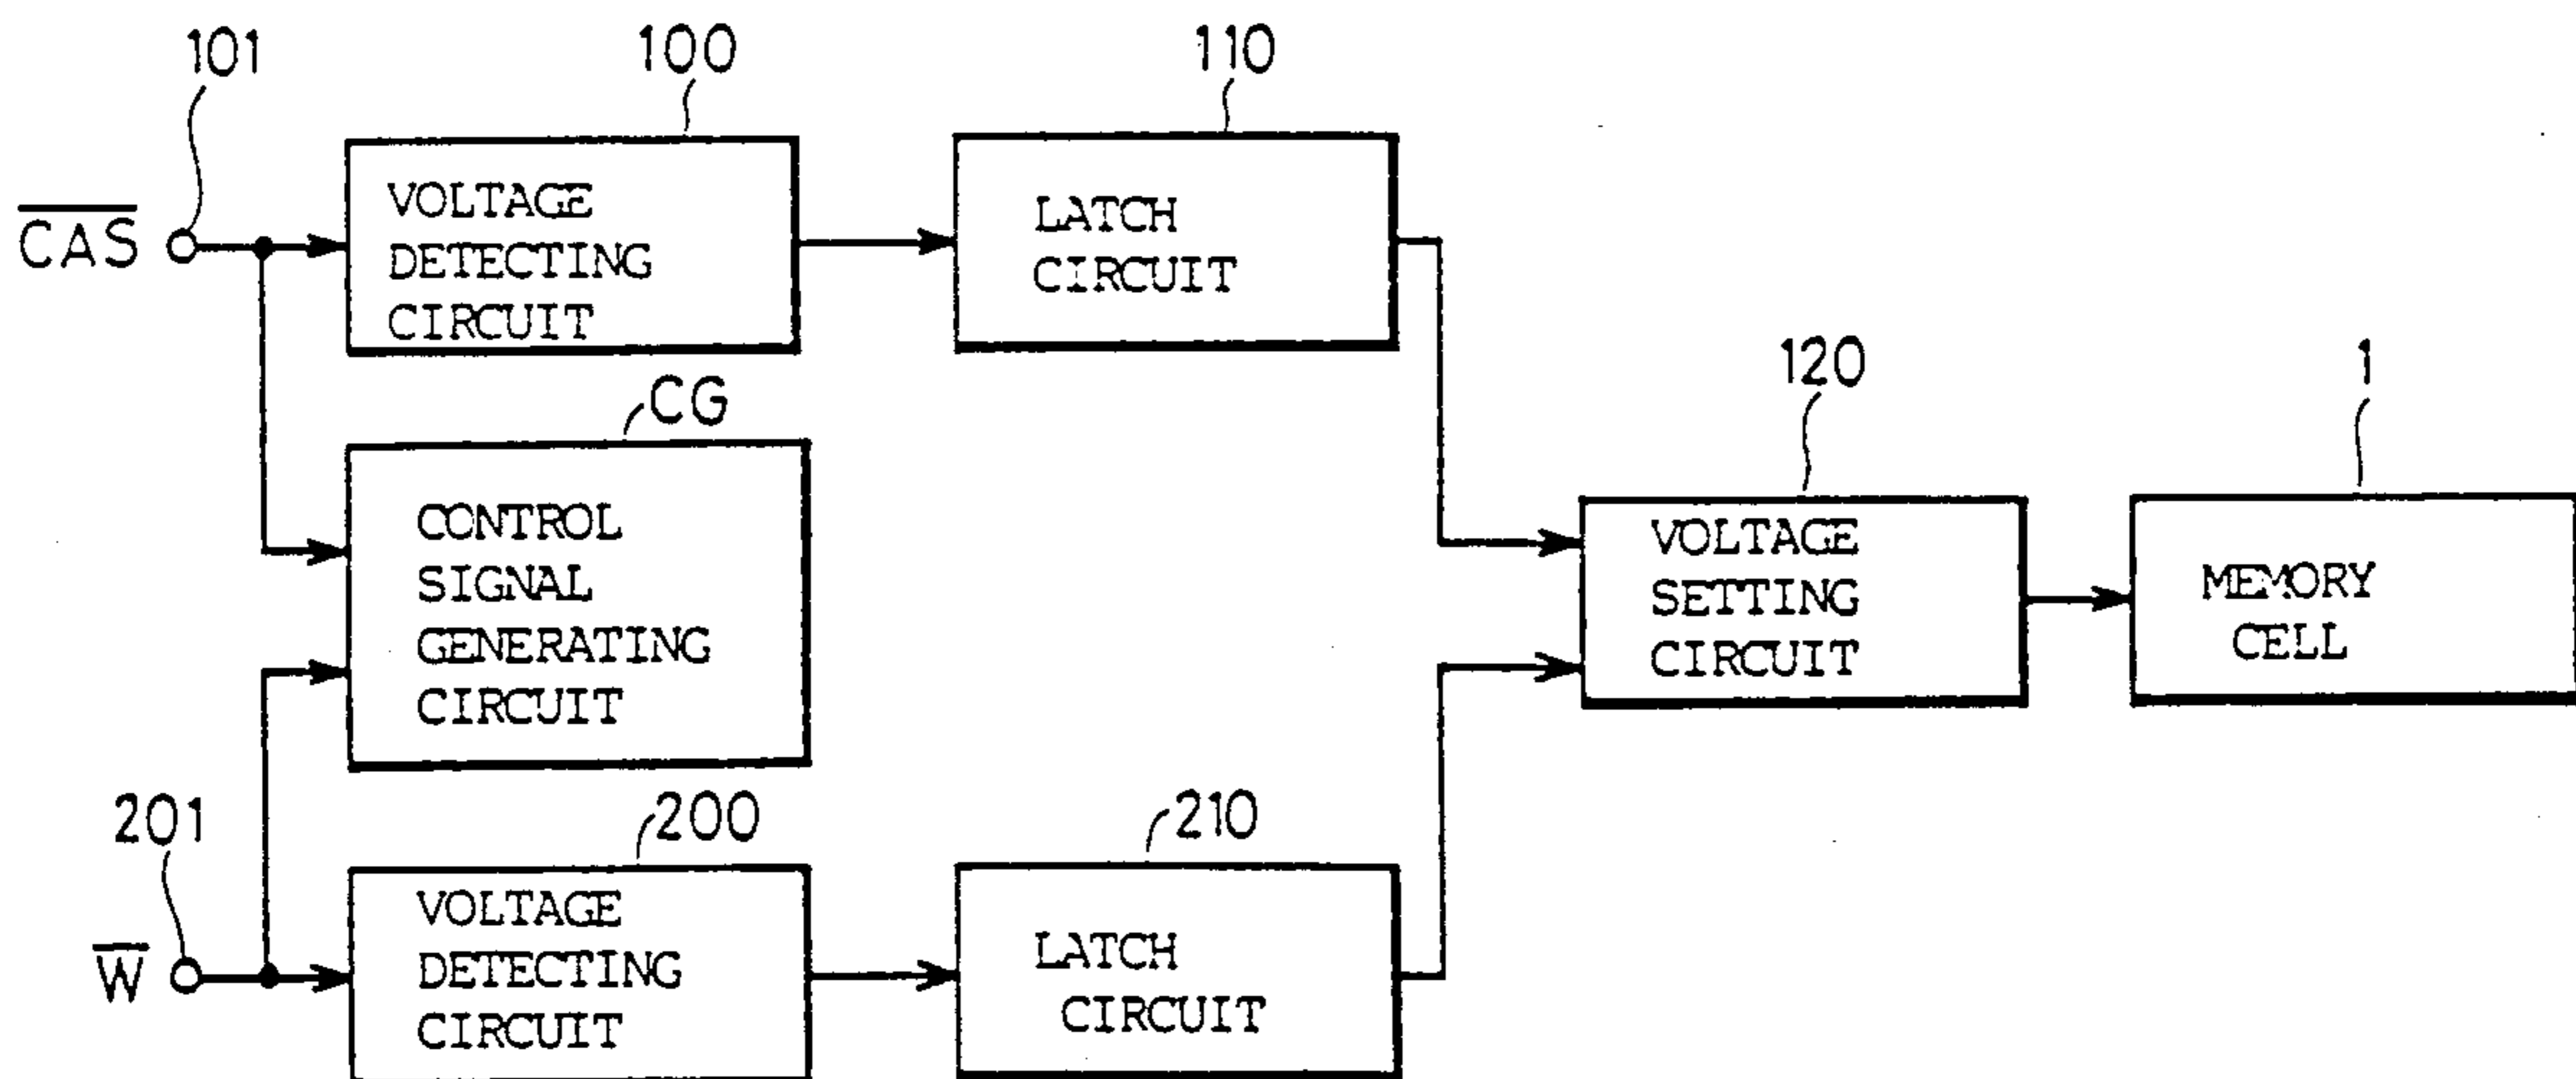 101
100
110
C̅A̅S̅
VOLTAGE
DETECTING
CIRCUIT
LATCH
CIRCUIT
CG
120
1
CONTROL
SIGNAL
GENERATING
CIRCUIT
VOLTAGE
SETTING
CIRCUIT
MEMORY
CELL
201
200
210
W̅
VOLTAGE
DETECTING
CIRCUIT
LATCH
CIRCUIT